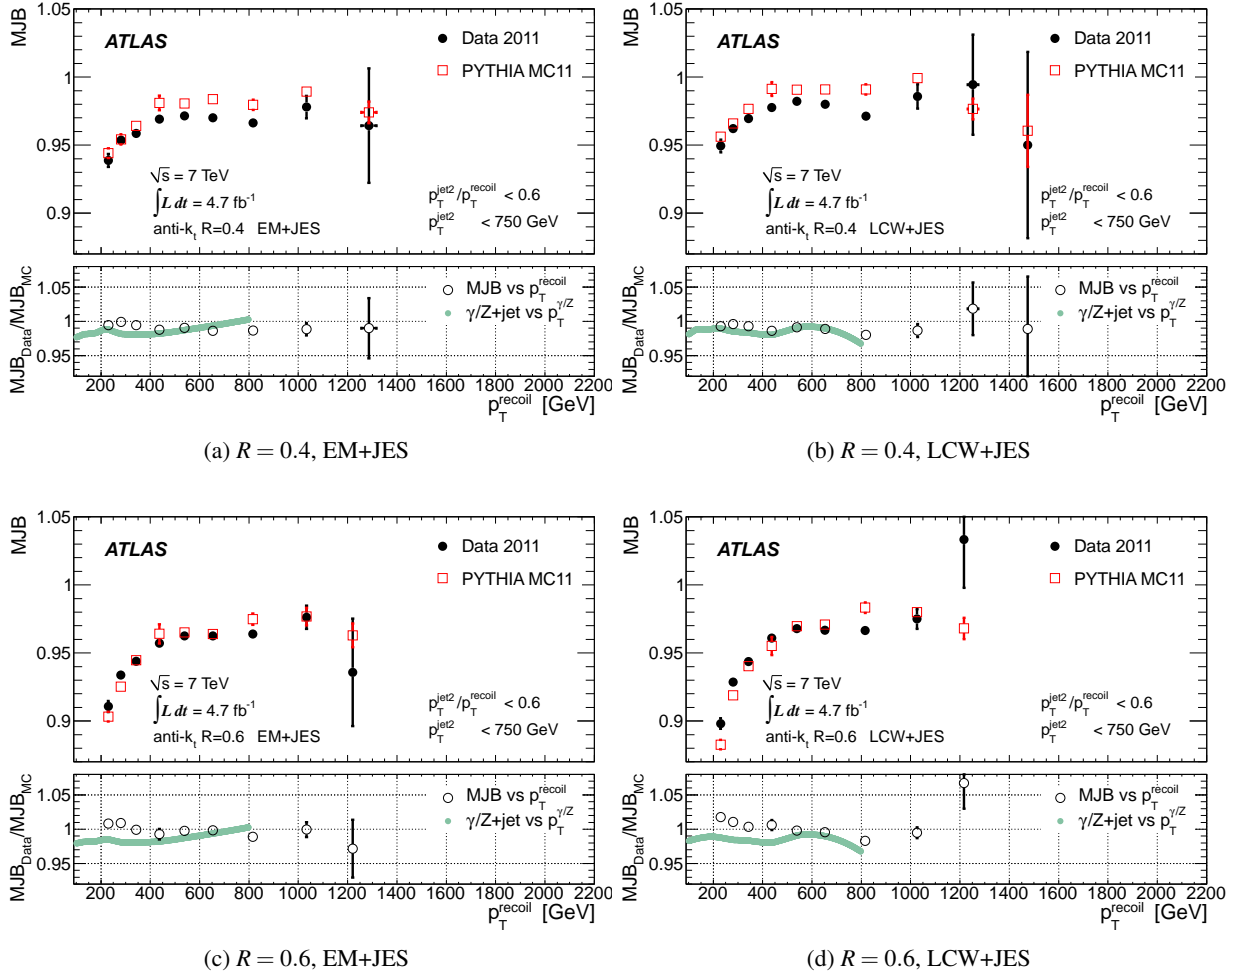 MJB
1.05
1
0.95
0.9
ATLAS
Data 2011
PYTHIA MC11
√s = 7 TeV
∫L dt = 4.7 fb⁻¹
anti-kₜ R=0.4 EM+JES
p_T^jet2/p_T^recoil < 0.6
p_T^jet2 < 750 GeV
MJB_Data/MJB_MC
1.05
1
0.95
MJB vs p_T^recoil
γ/Z+jet vs p_T^γ/Z
200 400 600 800 1000 1200 1400 1600 1800 2000 2200
p_T^recoil [GeV]
(a) R = 0.4, EM+JES
MJB
1.05
1
0.95
0.9
ATLAS
Data 2011
PYTHIA MC11
√s = 7 TeV
∫L dt = 4.7 fb⁻¹
anti-kₜ R=0.4 LCW+JES
p_T^jet2/p_T^recoil < 0.6
p_T^jet2 < 750 GeV
MJB_Data/MJB_MC
1.05
1
0.95
MJB vs p_T^recoil
γ/Z+jet vs p_T^γ/Z
200 400 600 800 1000 1200 1400 1600 1800 2000 2200
p_T^recoil [GeV]
(b) R = 0.4, LCW+JES
MJB
1.05
1
0.95
0.9
ATLAS
Data 2011
PYTHIA MC11
√s = 7 TeV
∫L dt = 4.7 fb⁻¹
anti-kₜ R=0.6 EM+JES
p_T^jet2/p_T^recoil < 0.6
p_T^jet2 < 750 GeV
MJB_Data/MJB_MC
1.05
1
0.95
MJB vs p_T^recoil
γ/Z+jet vs p_T^γ/Z
200 400 600 800 1000 1200 1400 1600 1800 2000 2200
p_T^recoil [GeV]
(c) R = 0.6, EM+JES
MJB
1.05
1
0.95
0.9
ATLAS
Data 2011
PYTHIA MC11
√s = 7 TeV
∫L dt = 4.7 fb⁻¹
anti-kₜ R=0.6 LCW+JES
p_T^jet2/p_T^recoil < 0.6
p_T^jet2 < 750 GeV
MJB_Data/MJB_MC
1.05
1
0.95
MJB vs p_T^recoil
γ/Z+jet vs p_T^γ/Z
200 400 600 800 1000 1200 1400 1600 1800 2000 2200
p_T^recoil [GeV]
(d) R = 0.6, LCW+JES